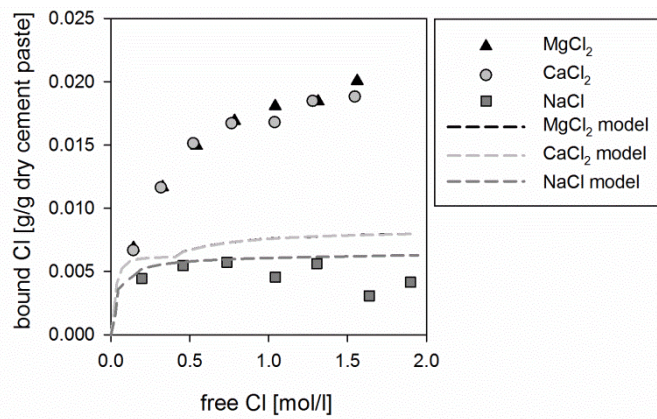 0.025
0.020
0.015
0.010
0.005
0.000
bound Cl [g/g dry cement paste]
0.0 0.5 1.0 1.5 2.0
free Cl [mol/l]
MgCl₂
CaCl₂
NaCl
MgCl₂ model
CaCl₂ model
NaCl model